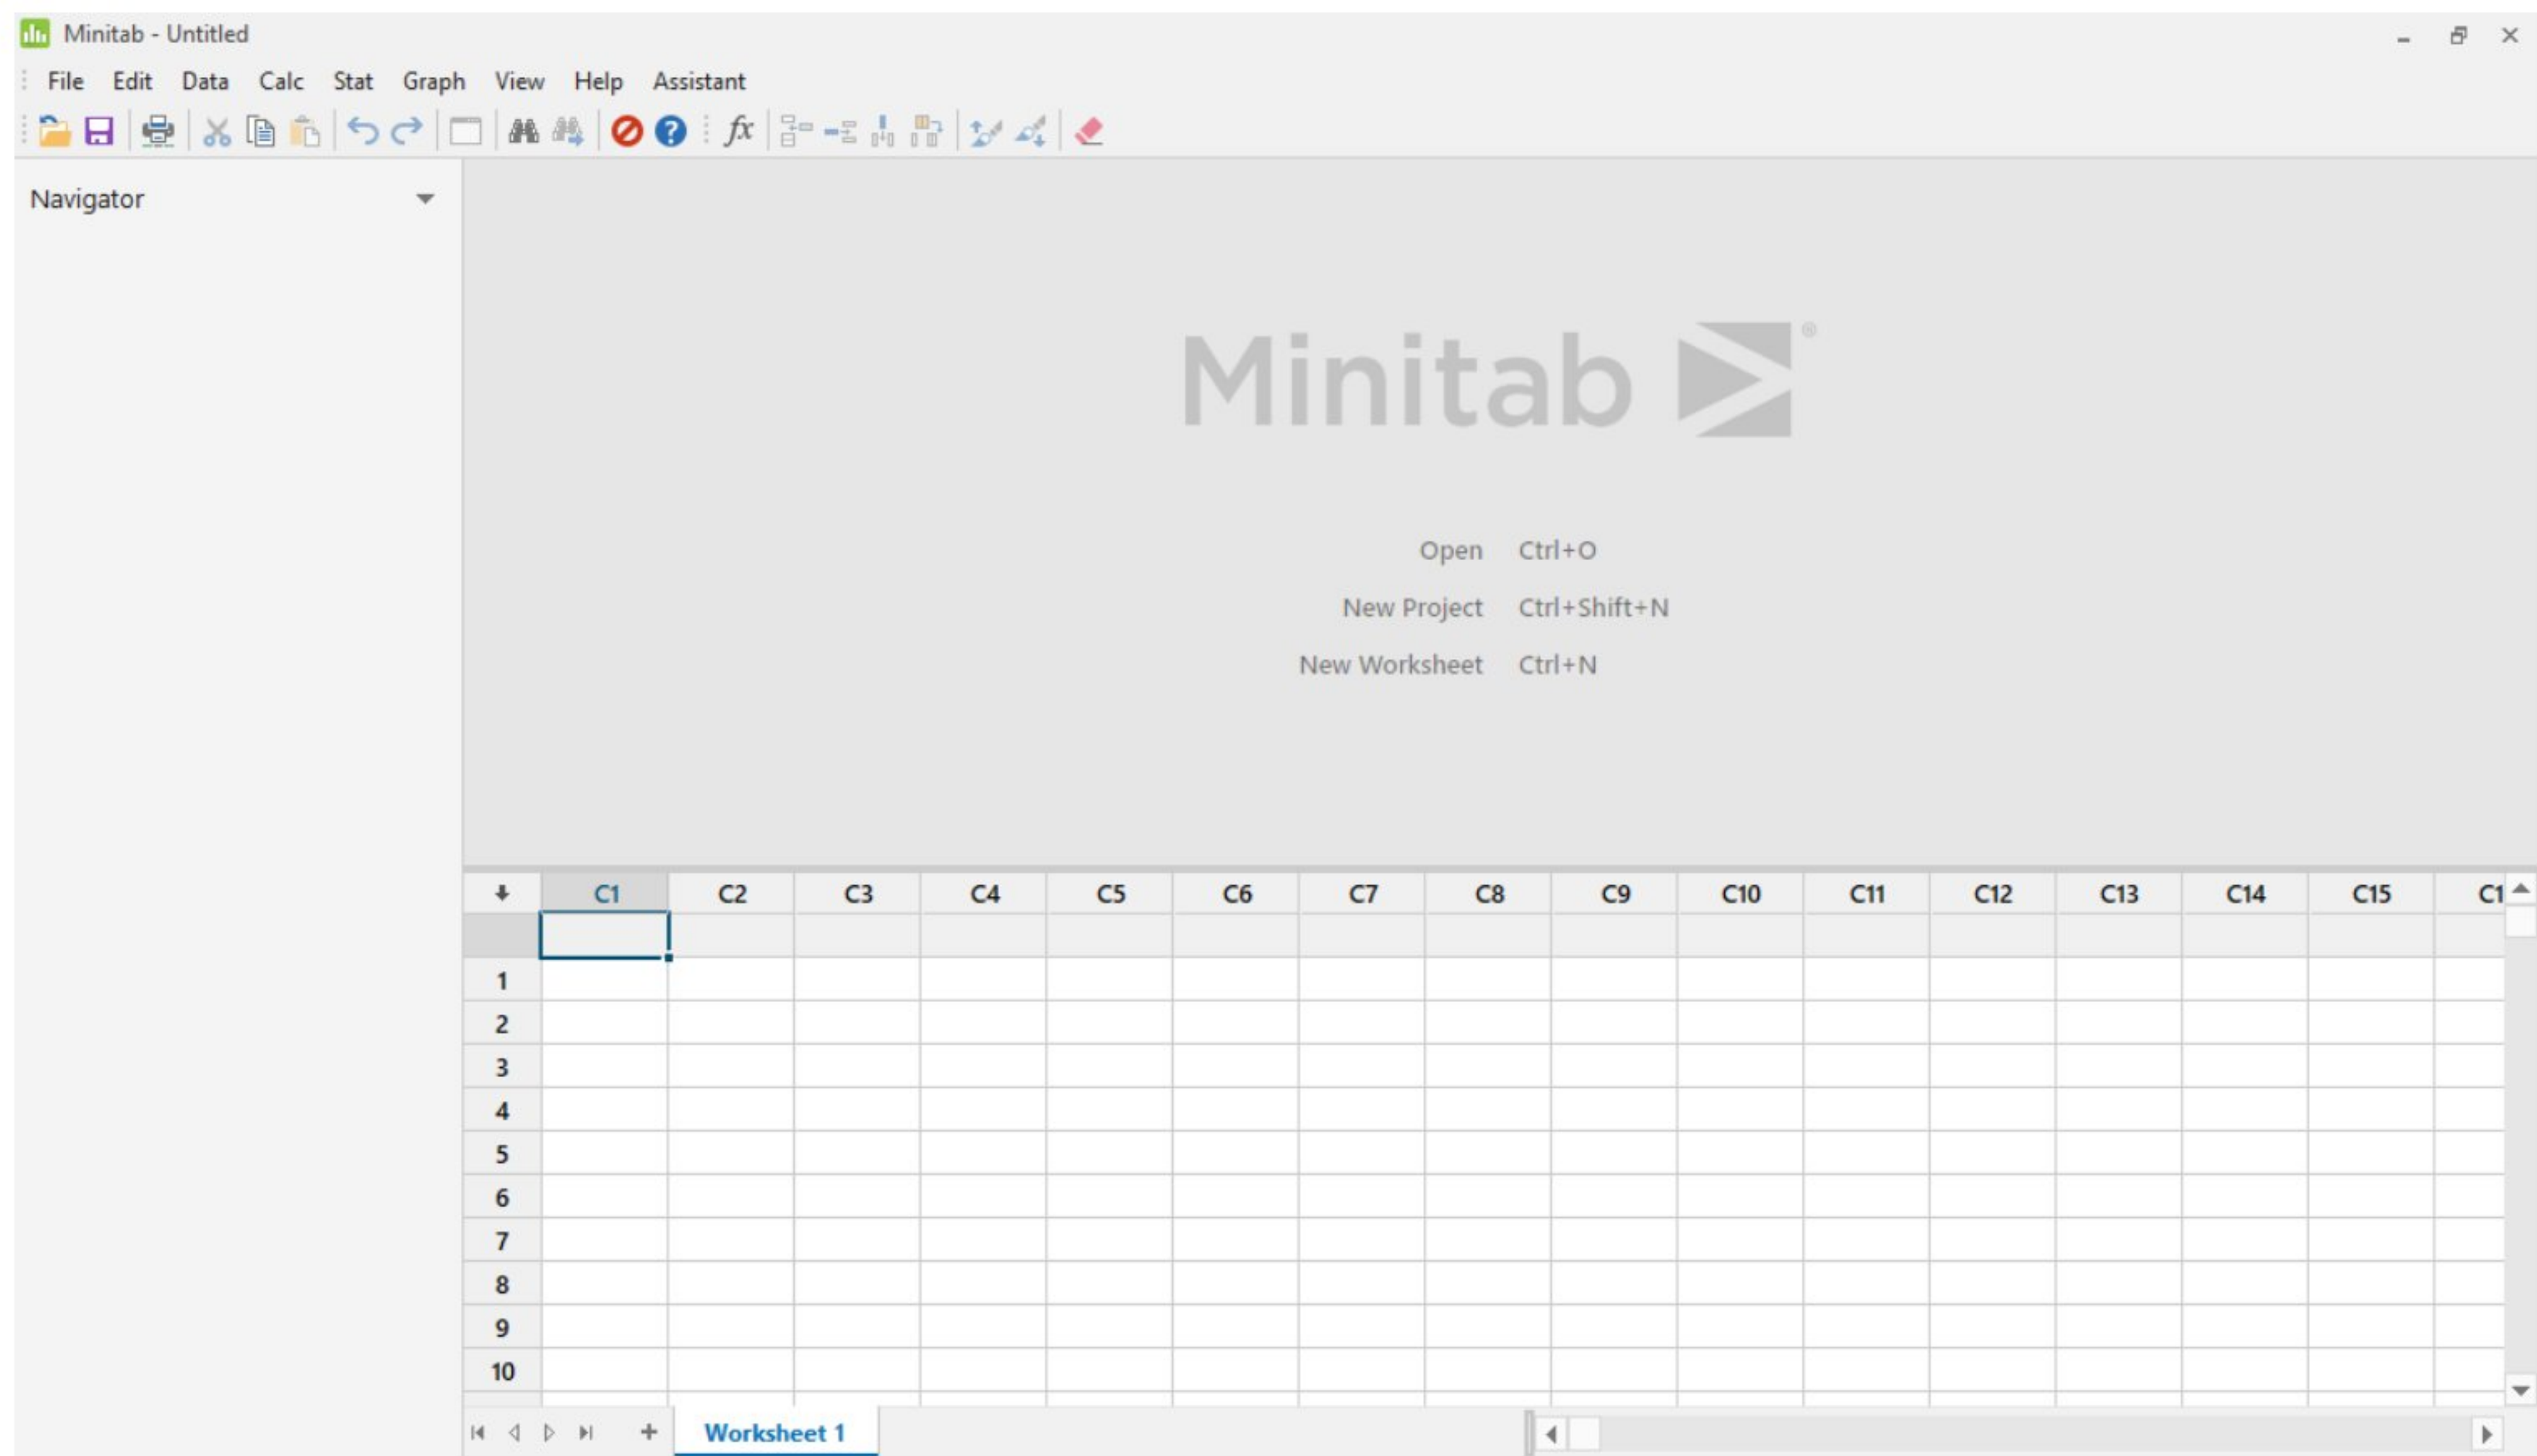 Minitab - Untitled
File Edit Data Calc Stat Graph View Help Assistant
fx
Navigator
Minitab ®
Open Ctrl+O
New Project Ctrl+Shift+N
New Worksheet Ctrl+N
C1 C2 C3 C4 C5 C6 C7 C8 C9 C10 C11 C12 C13 C14 C15 C1
1
2
3
4
5
6
7
8
9
10
Worksheet 1